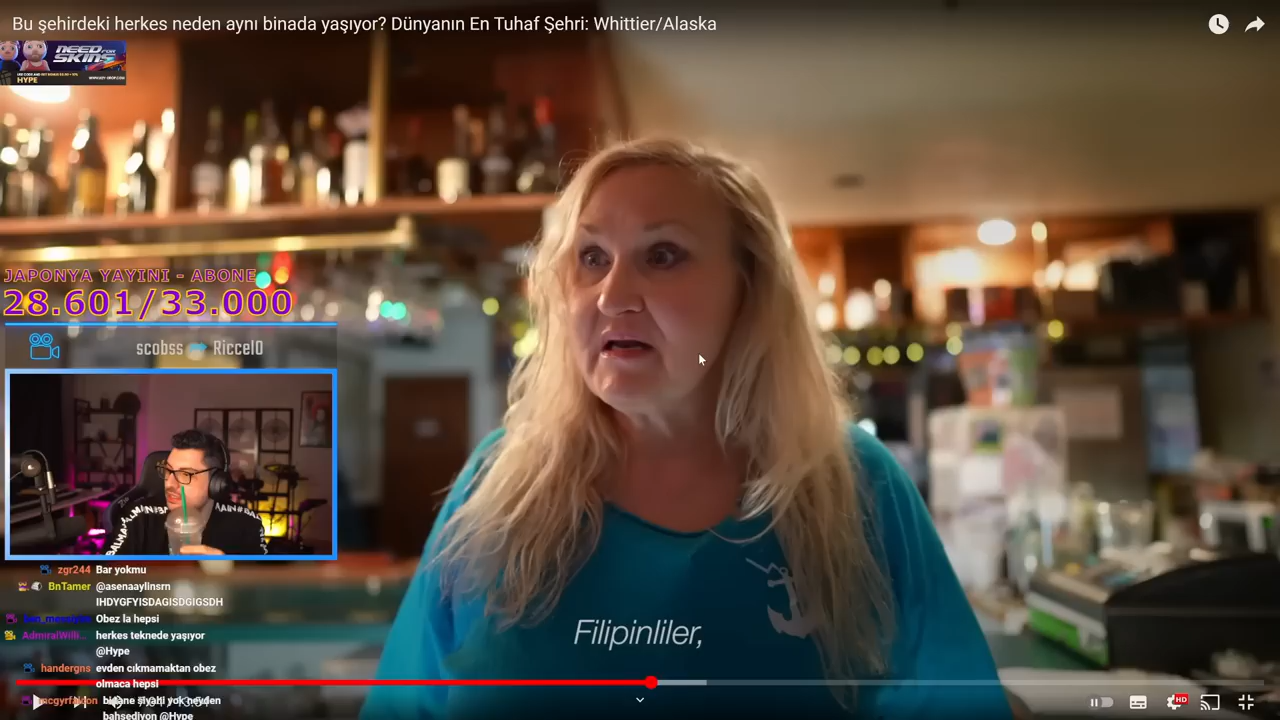 Bu şehirdeki herkes neden aynı binada yaşıyor? Dünyanın En Tuhaf Şehri: Whittier/Alaska
NEED FOR
SKINS
HYPE
JAPONYA YAYINI - ABONE
28.601/33.000
scobss Riccel0
zgr244 Bar yokmu
BnTamer @asenaaylinsrn
IHDYGFYISDAGISDGIGSDH
Obez la hepsi
AdmiralWilli... herkes teknede yaşıyor
@Hype
handergns evden cıkmamaktan obez
olmaca hepsi
bahsediyon @Hype
Filipinliler,
HD